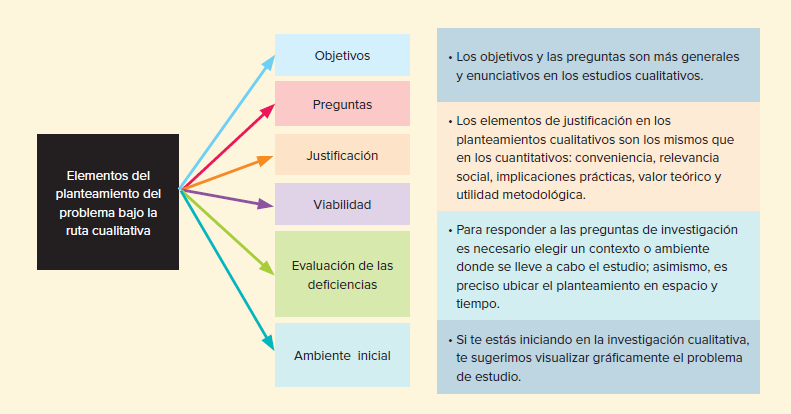 Elementos del
planteamiento del
problema bajo la
ruta cualitativa
Objetivos
Preguntas
Justificación
Viabilidad
Evaluación de las
deficiencias
Ambiente inicial
• Los objetivos y las preguntas son más generales
y enunciativos en los estudios cualitativos.
• Los elementos de justificación en los
planteamientos cualitativos son los mismos que
en los cuantitativos: conveniencia, relevancia
social, implicaciones prácticas, valor teórico y
utilidad metodológica.
• Para responder a las preguntas de investigación
es necesario elegir un contexto o ambiente
donde se lleve a cabo el estudio; asimismo, es
preciso ubicar el planteamiento en espacio y
tiempo.
• Si te estás iniciando en la investigación cualitativa,
te sugerimos visualizar gráficamente el problema
de estudio.